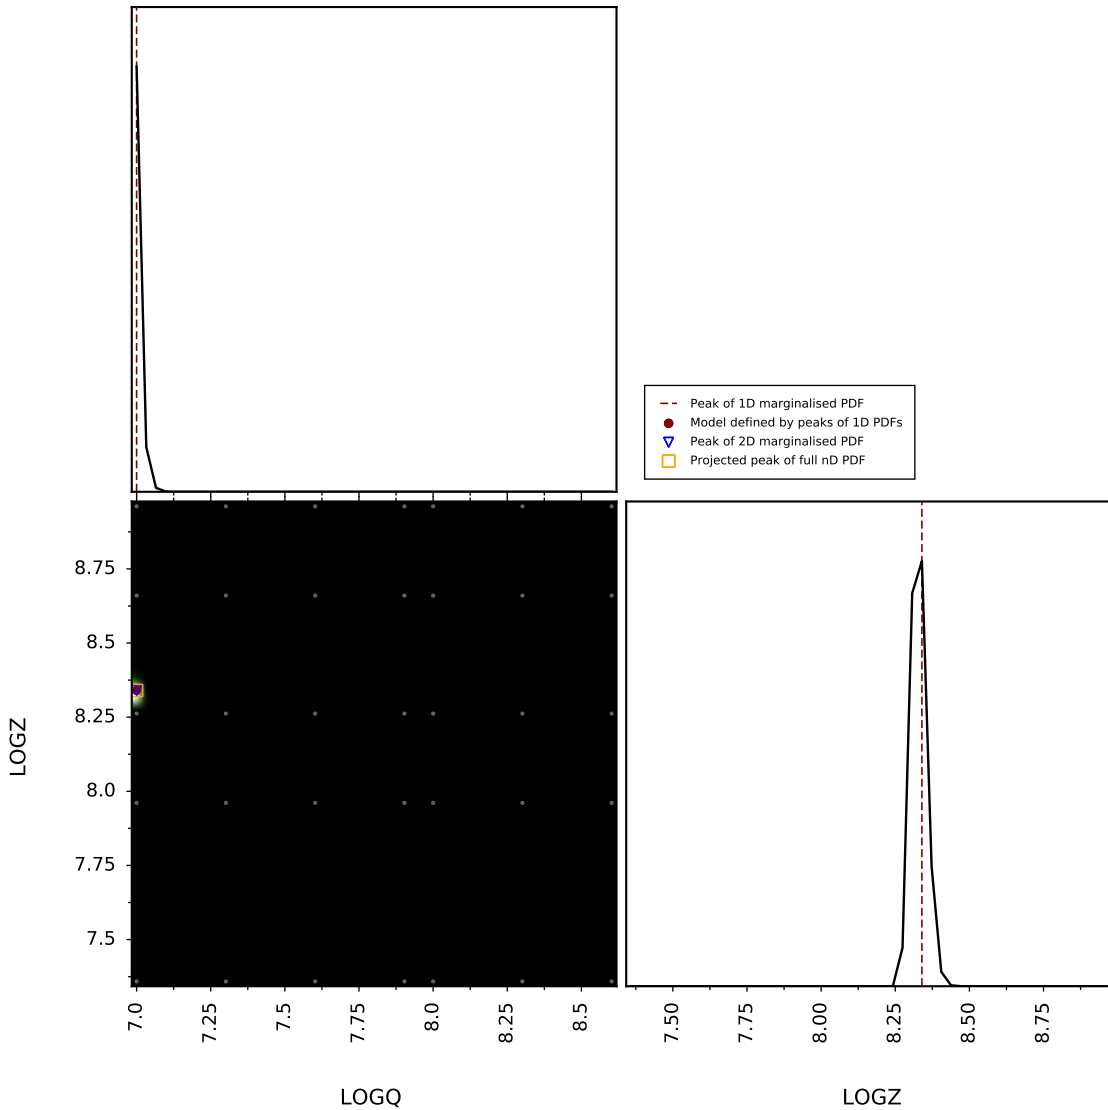 Peak of 1D marginalised PDF
Model defined by peaks of 1D PDFs
Peak of 2D marginalised PDF
Projected peak of full nD PDF
8.75
8.5
8.25
8.0
7.75
7.5
LOGZ
7.0
7.25
7.5
7.75
8.0
8.25
8.5
LOGQ
7.50
7.75
8.00
8.25
8.50
8.75
LOGZ